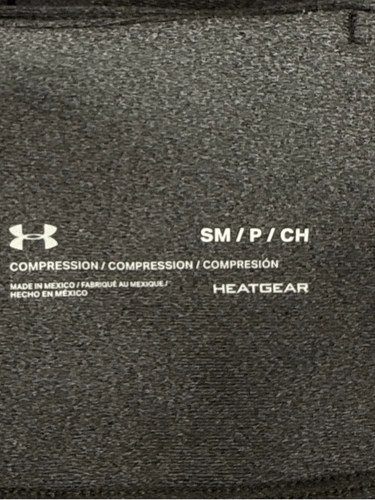 SM / P / CH
COMPRESSION / COMPRESSION / COMPRESIÓN
MADE IN MEXICO / FABRIQUÉ AU MEXIQUE /
HECHO EN MÉXICO
HEATGEAR